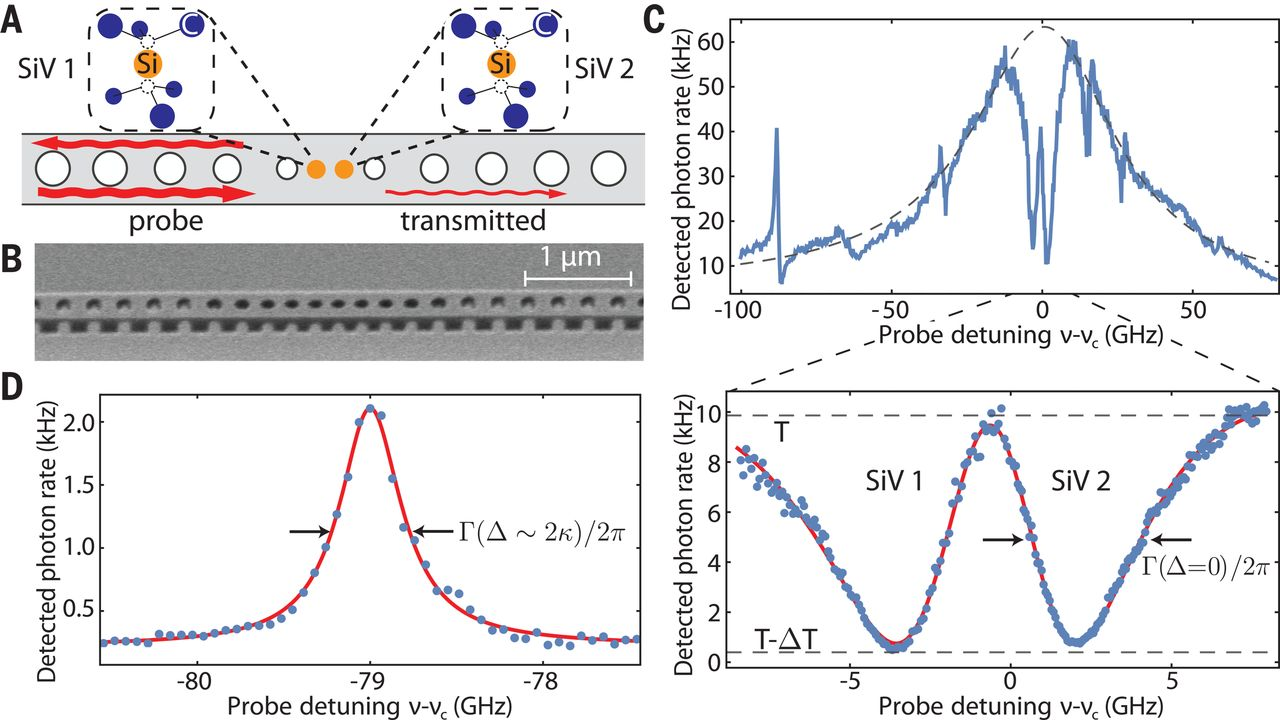 A
SiV 1
C
Si
C
Si
SiV 2
probe
transmitted
B
1 μm
C
Detected photon rate (kHz)
60
50
40
30
20
10
-100
-50
0
50
Probe detuning ν-νc (GHz)
D
Detected photon rate (kHz)
2.0
1.5
1.0
0.5
Γ(Δ ∼ 2κ)/2π
-80
-79
-78
Probe detuning ν-νc (GHz)
Detected photon rate (kHz)
10
8
6
4
2
0
T
SiV 1
SiV 2
Γ(Δ=0)/2π
T-ΔT
-5
0
5
Probe detuning ν-νc (GHz)